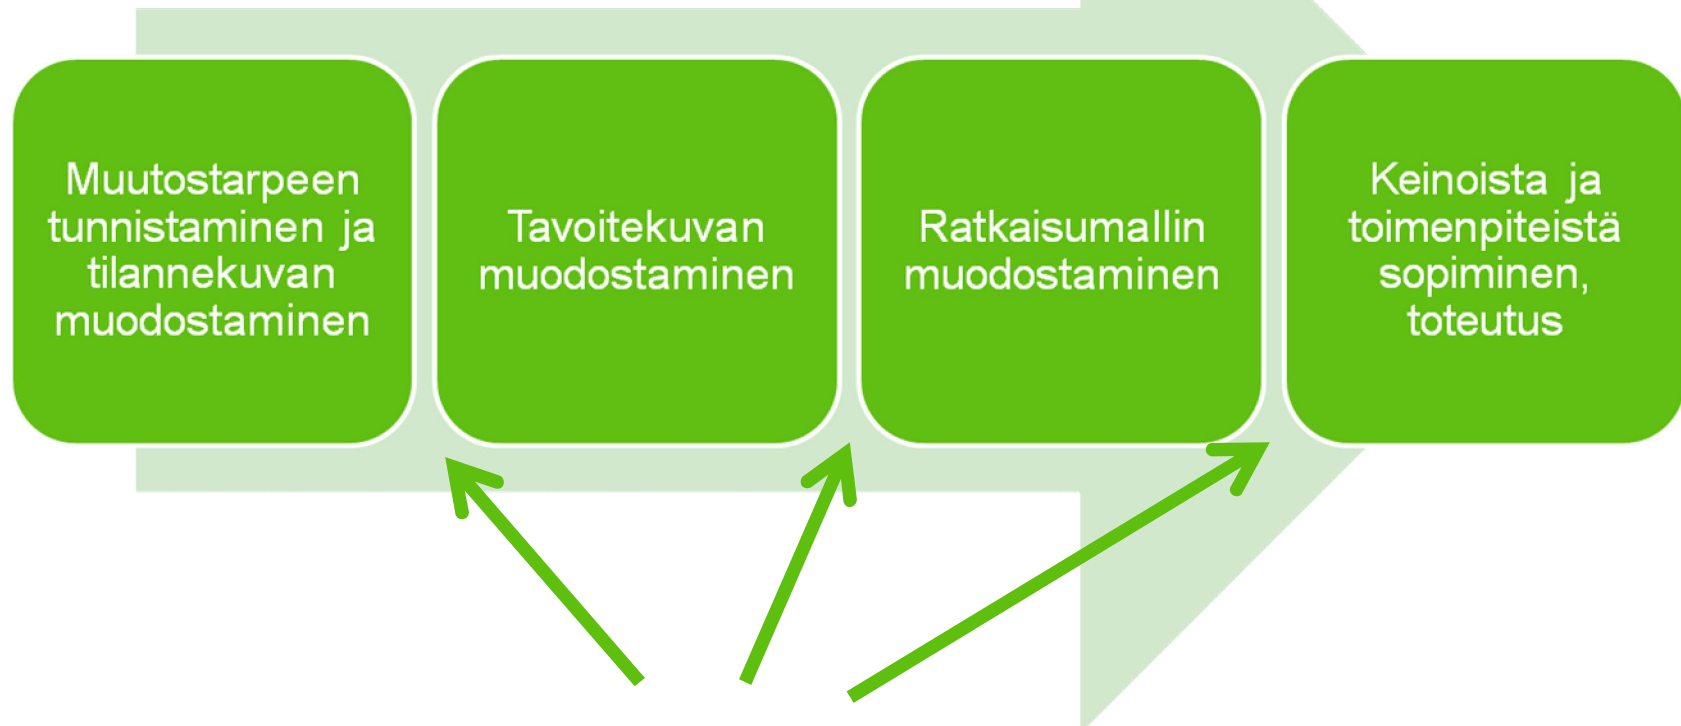 Muutostarpeen
tunnistaminen ja
tilannekuvan
muodostaminen
Tavoitekuvan
muodostaminen
Ratkaisumallin
muodostaminen
Keinoista ja
toimenpiteistä
sopiminen,
toteutus